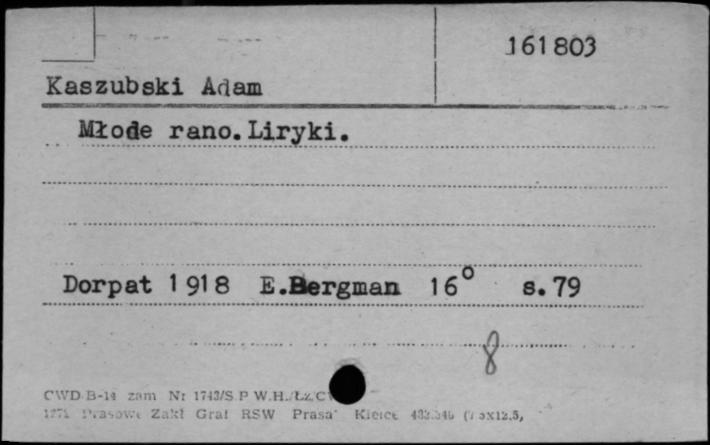 161803
Kaszubski Adam
Młode rano. Liryki.
Dorpat 1918 E.Bergman 16° s.79
8
CWD B-14 zam Nr 1743/S P W.H./Łz.
Prasowe Zakł Graf RSW Prasa" Kielce